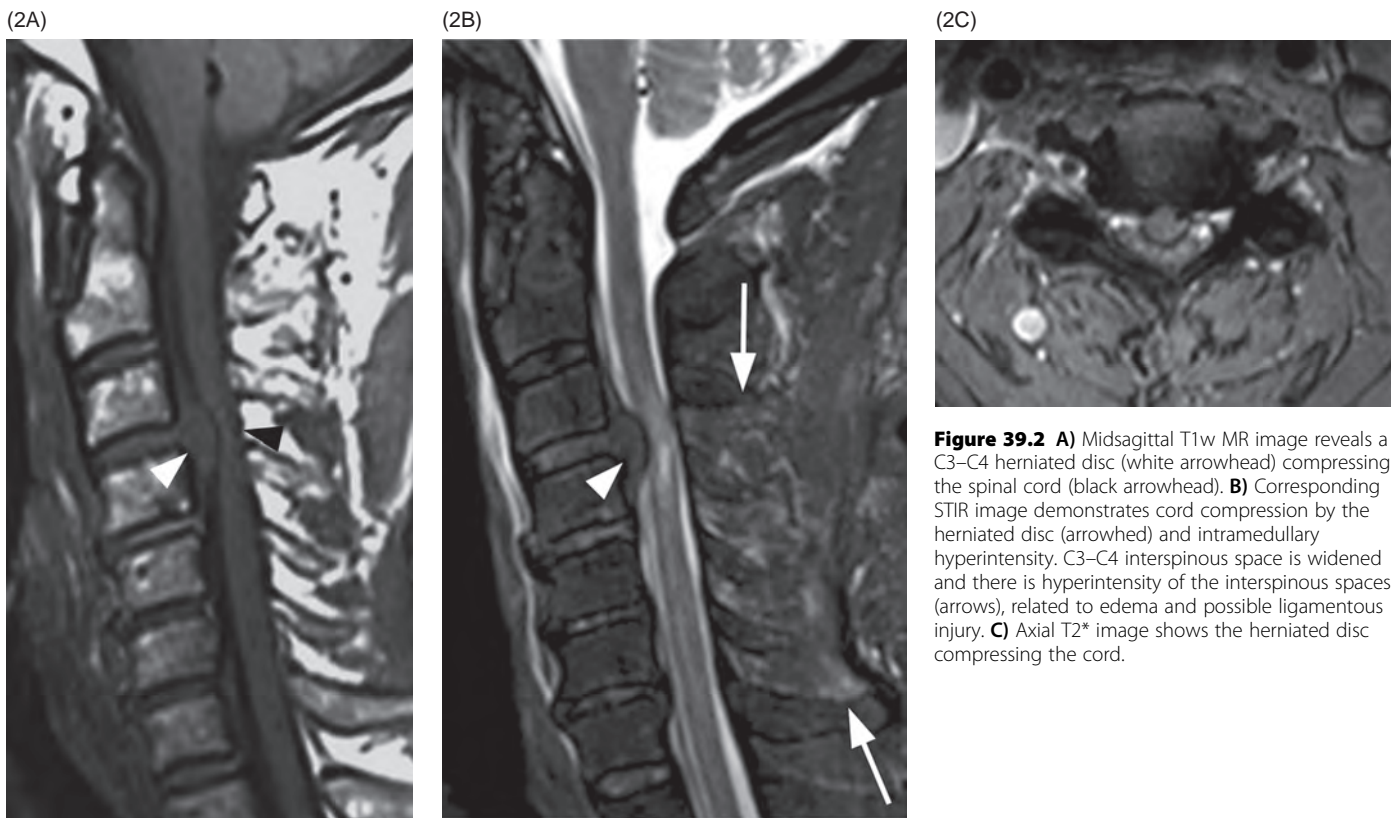 (2A)
(2B)
(2C)
Figure 39.2 A) Midsagittal T1w MR image reveals a
C3–C4 herniated disc (white arrowhead) compressing
the spinal cord (black arrowhead). B) Corresponding
STIR image demonstrates cord compression by the
herniated disc (arrowhed) and intramedullary
hyperintensity. C3–C4 interspinous space is widened
and there is hyperintensity of the interspinous spaces
(arrows), related to edema and possible ligamentous
injury. C) Axial T2* image shows the herniated disc
compressing the cord.